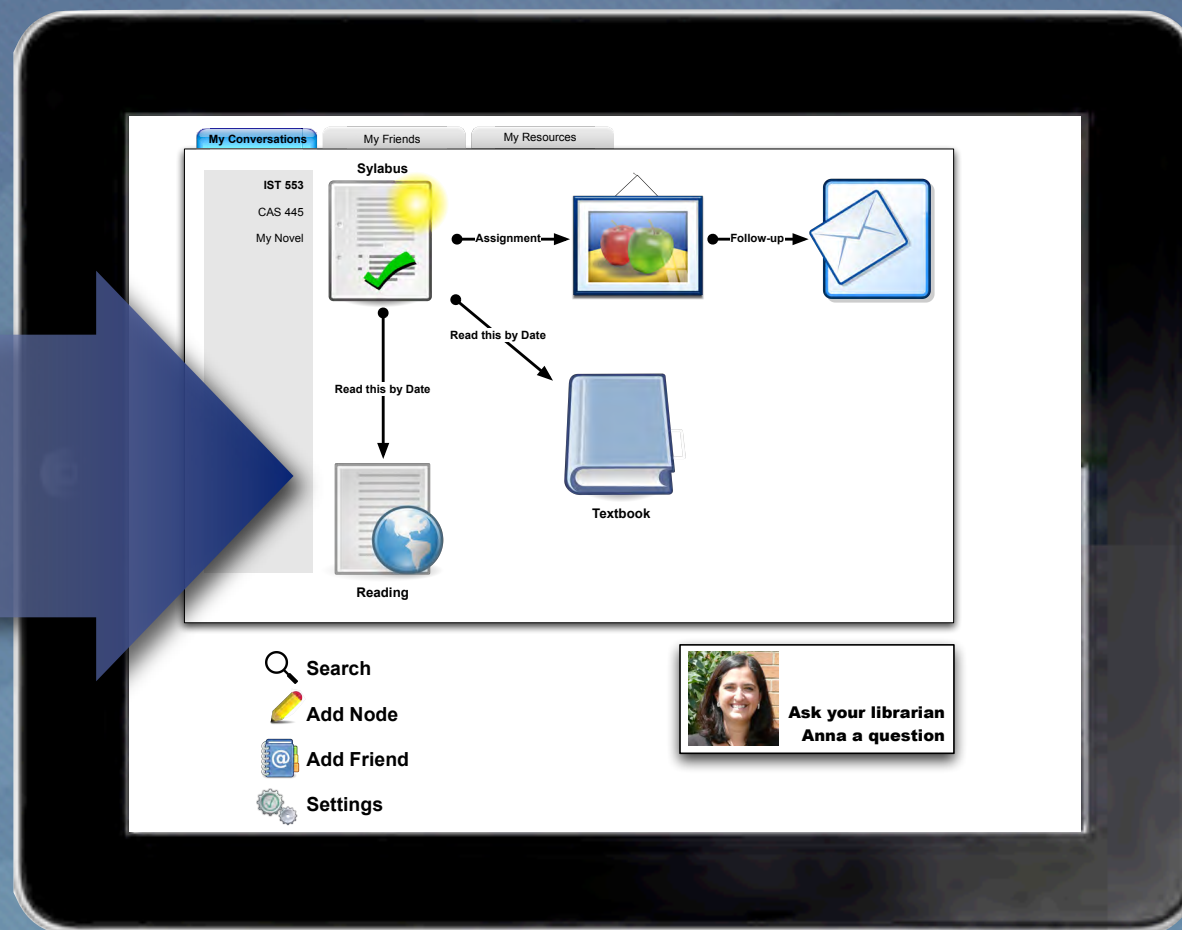 My Conversations
My Friends
My Resources
IST 553
CAS 445
My Novel
Sylabus
Assignment
Follow-up
Read this by Date
Read this by Date
Textbook
Reading
Search
Add Node
@
Add Friend
Settings
Ask your librarian
Anna a question